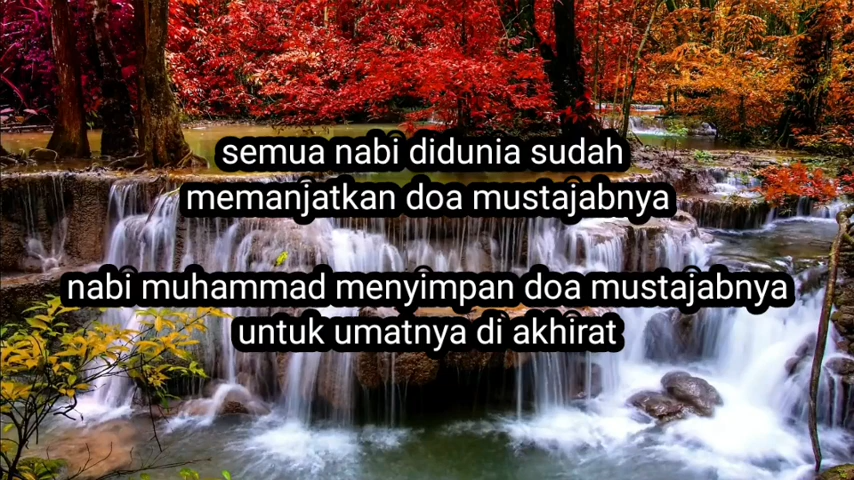 semua nabi didunia sudah
memanjatkan doa mustajabnya
nabi muhammad menyimpan doa mustajabnya
untuk umatnya di akhirat